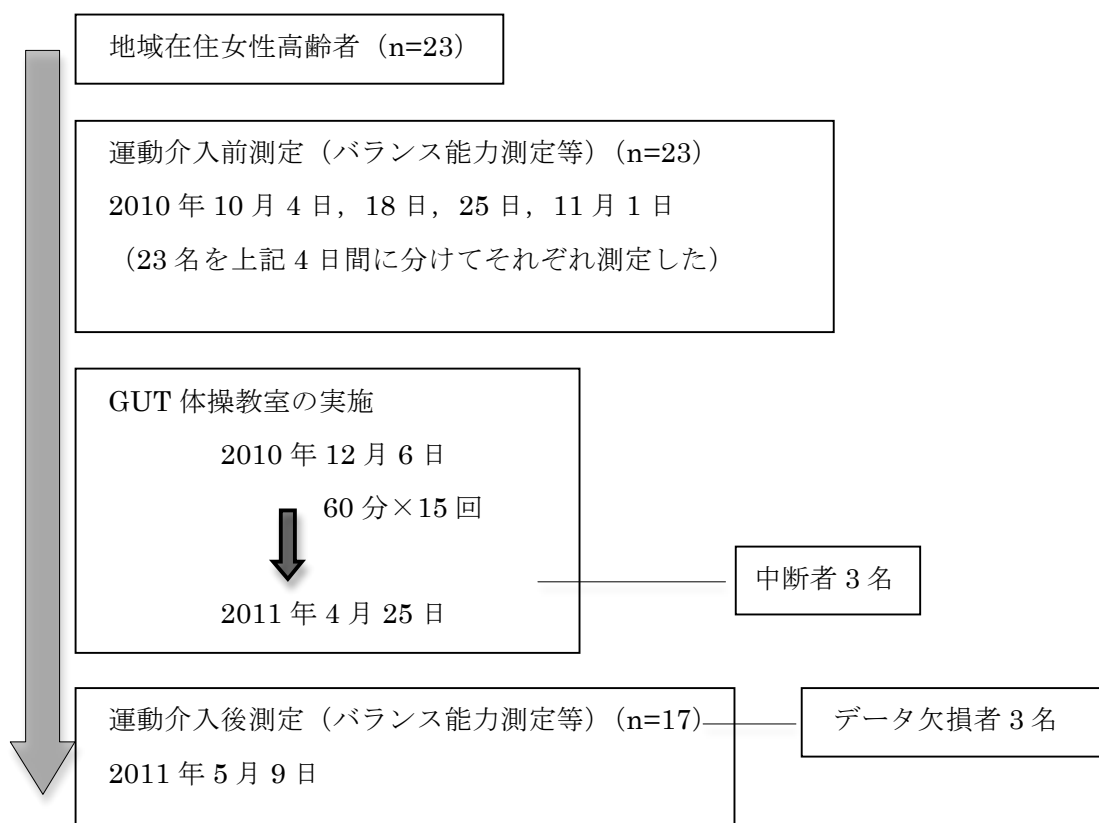 地域在住女性高齢者（n=23）
運動介入前測定（バランス能力測定等）(n=23)
2010 年 10 月 4 日，18 日，25 日，11 月 1 日
（23 名を上記 4 日間に分けてそれぞれ測定した）
GUT 体操教室の実施
2010 年 12 月 6 日
60 分×15 回
2011 年 4 月 25 日
中断者 3 名
運動介入後測定（バランス能力測定等）(n=17)
データ欠損者 3 名
2011 年 5 月 9 日